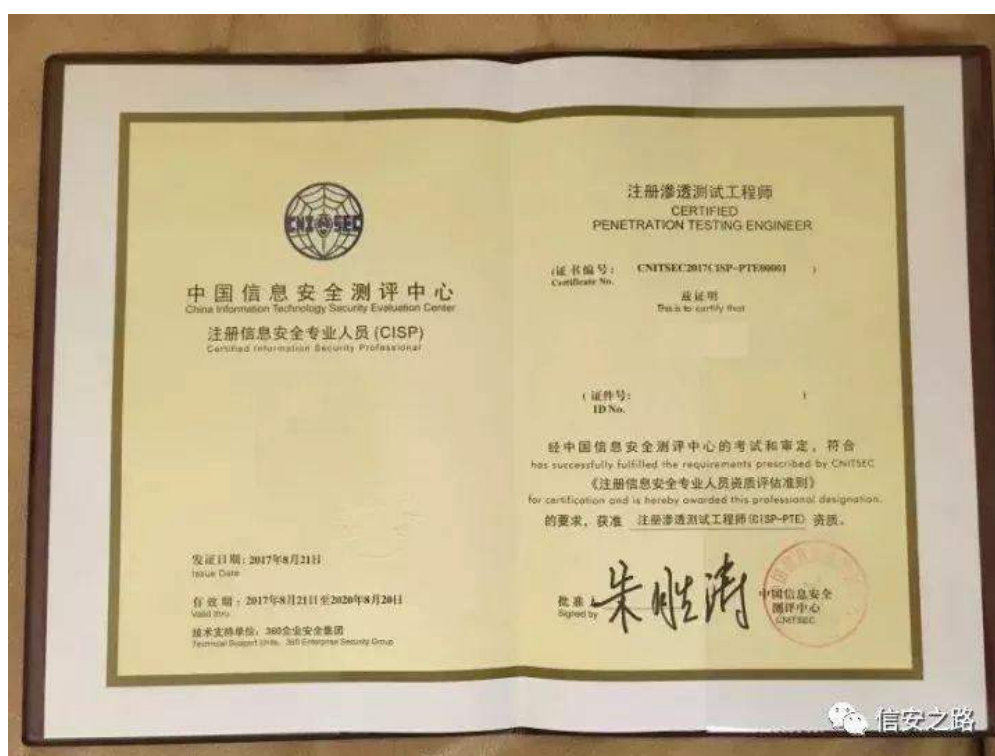 CNITSEC
中国信息安全测评中心
China Information Technology Security Evaluation Center
注册信息安全专业人员(CISP)
Certified Information Security Professional
发证日期：2017年8月21日
Issue Date
有效期：2017年8月21日至2020年8月20日
Valid thru
技术支持单位：360企业安全集团
Technical Support Units: 360 Enterprise Security Group
注册渗透测试工程师
CERTIFIED
PENETRATION TESTING ENGINEER
(证书编号： CNITSEC2017CISP-PTE00001 )
Certificate No.
兹证明
This is to certify that
( 证件号: )
ID No.
经中国信息安全测评中心的考试和审定，符合
has successfully fulfilled the requirements prescribed by CNITSEC
《注册信息安全专业人员资质评估准则》
for certification and is hereby awarded this professional designation.
的要求，获准 注册渗透测试工程师(CISP-PTE) 资质。
批准 朱胜涛
Signed by
中国信息安全
测评中心
CNITSEC
信安之路